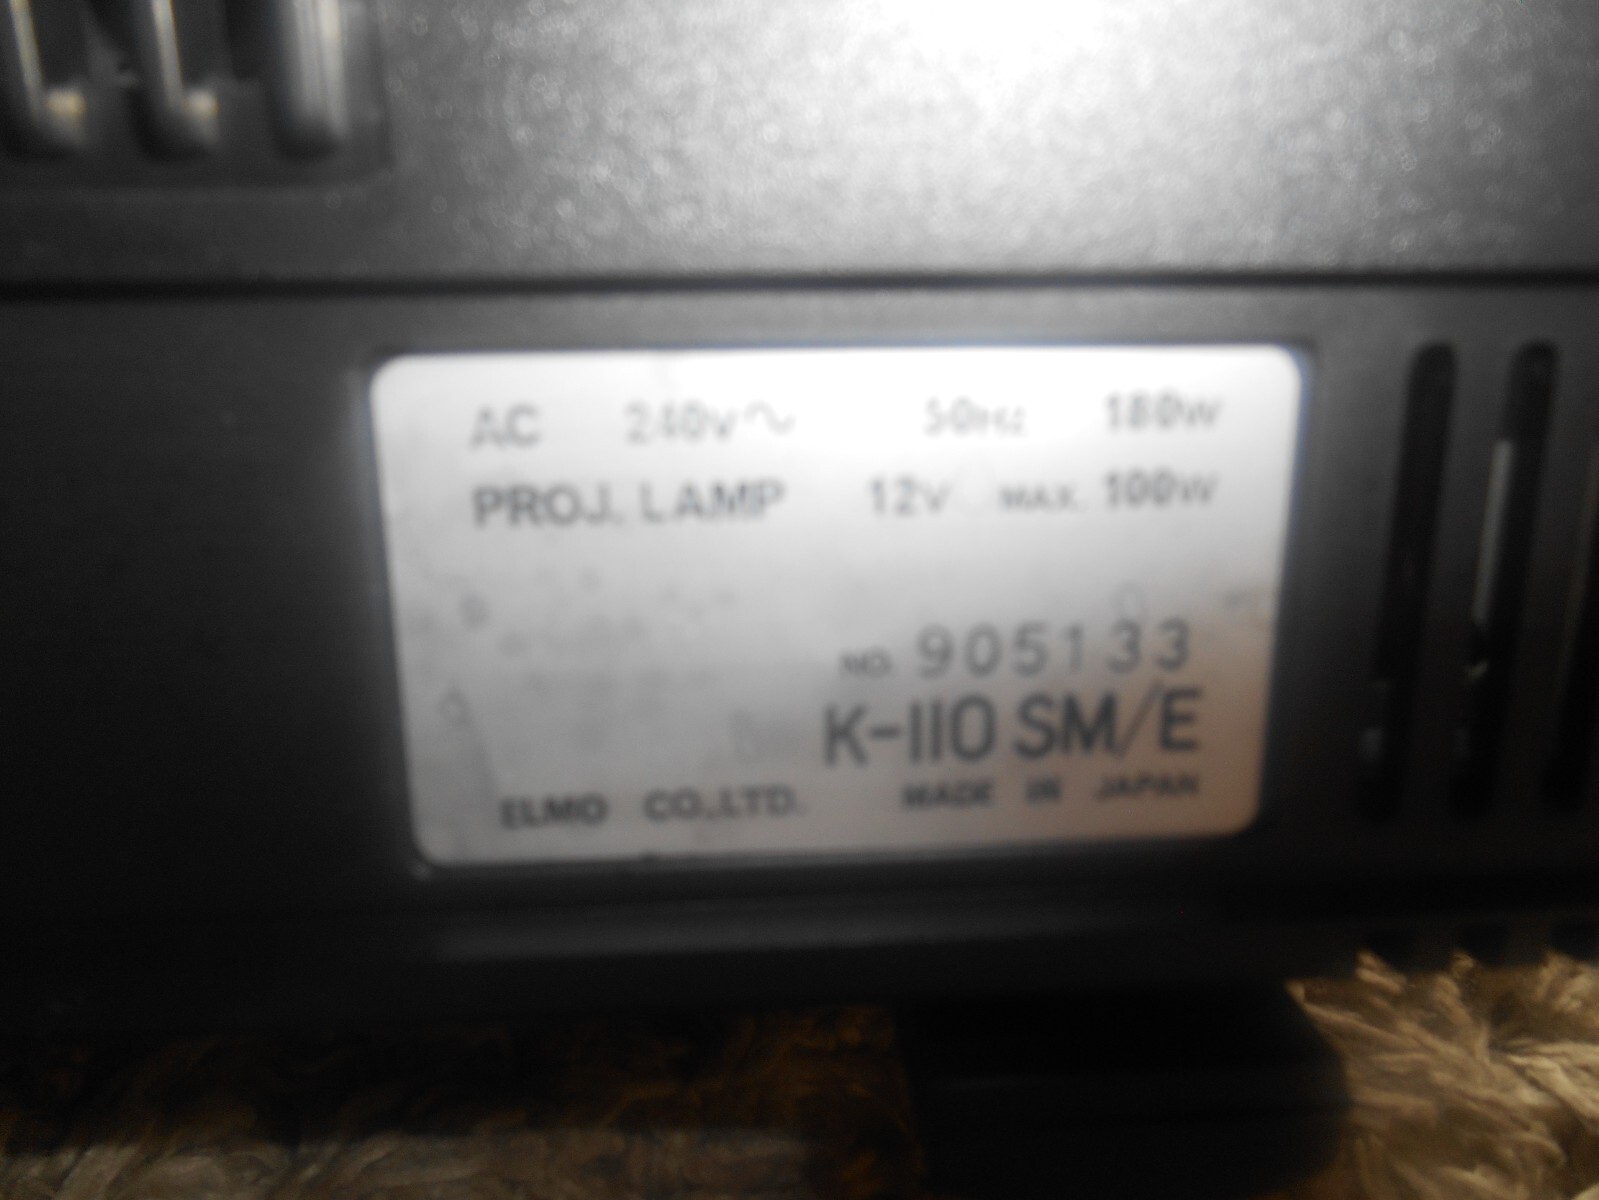 AC 240V~ 50Hz 180W
PROJ. LAMP 12V MAX. 100W
NO. 905133
K-110 SM/E
ELMO CO.,LTD. MADE IN JAPAN